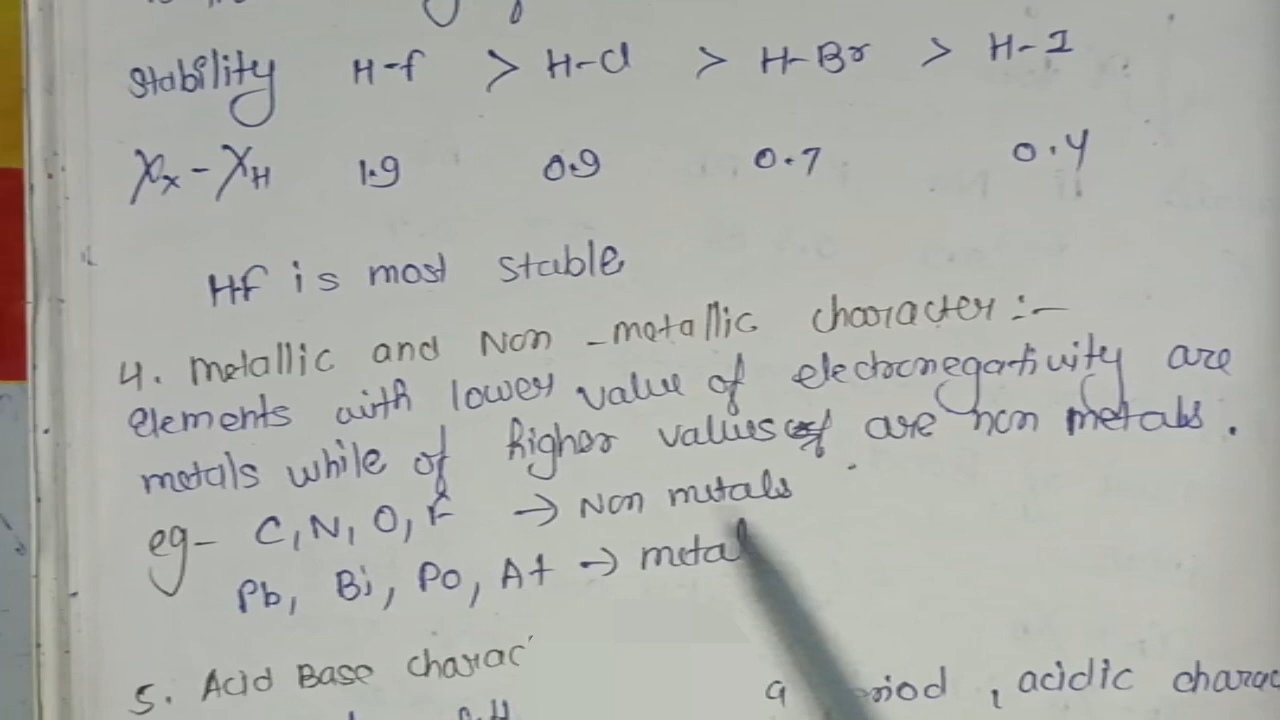 Stability H-f > H-Cl > H-Br > H-I
χx - χH 1.9 0.9 0.7 0.4
Hf is most stable
4. Metallic and Non-metallic character :-
Elements with lower value of electronegativity are
metals while of higher values of are non metals.
eg- C, N, O, F → Non metals
Pb, Bi, Po, At → metal
5. Acid Base charac
a riod, acidic charac